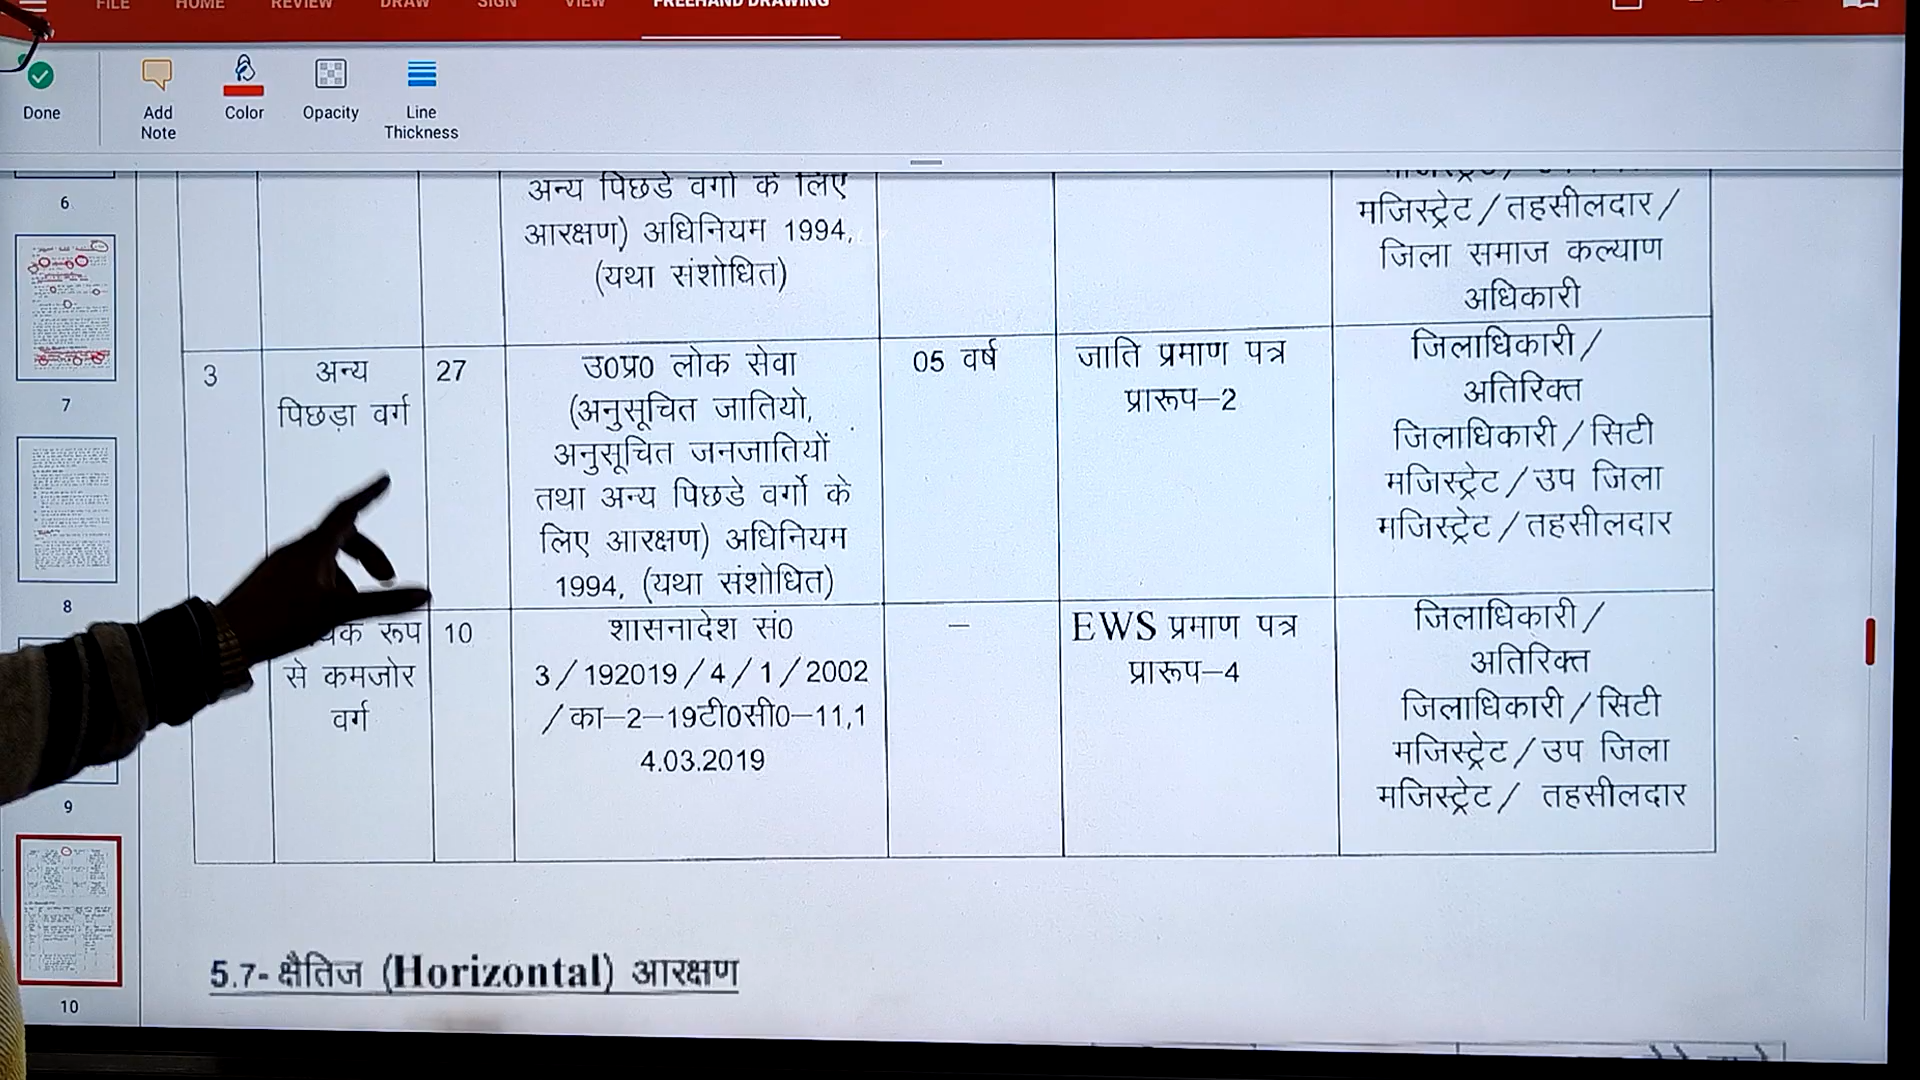 FILE
HOME
REVIEW
DRAW
SIGN
VIEW
FREEHAND DRAWING
Done
Add
Note
Color
Opacity
Line
Thickness
6
7
8
9
10
अन्य पिछडे वर्गो के लिए
आरक्षण) अधिनियम 1994,
(यथा संशोधित)
मजिस्ट्रेट/तहसीलदार/
जिला समाज कल्याण
अधिकारी
3
अन्य
पिछड़ा वर्ग
27
उ0प्र0 लोक सेवा
(अनुसूचित जातियो,
अनुसूचित जनजातियों
तथा अन्य पिछडे वर्गो के
लिए आरक्षण) अधिनियम
1994, (यथा संशोधित)
05 वर्ष
जाति प्रमाण पत्र
प्रारूप–2
जिलाधिकारी/
अतिरिक्त
जिलाधिकारी/सिटी
मजिस्ट्रेट/उप जिला
मजिस्ट्रेट/तहसीलदार
रूप
से कमजोर
वर्ग
10
शासनादेश सं0
3/192019/4/1/2002
/का–2–19टी0सी0–11,1
4.03.2019
–
EWS प्रमाण पत्र
प्रारूप–4
जिलाधिकारी/
अतिरिक्त
जिलाधिकारी/सिटी
मजिस्ट्रेट/उप जिला
मजिस्ट्रेट/ तहसीलदार
5.7- क्षैतिज (Horizontal) आरक्षण